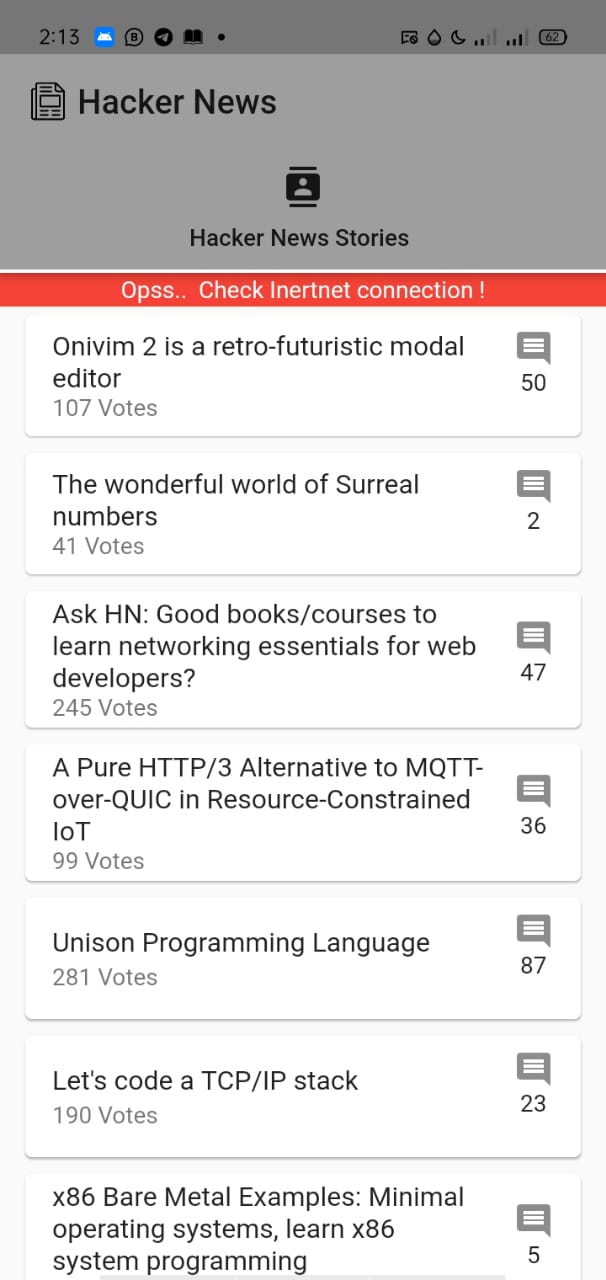 2:13
62
Hacker News
Hacker News Stories
Opss..  Check Inertnet connection !
Onivim 2 is a retro-futuristic modal
editor
107 Votes
50
The wonderful world of Surreal
numbers
41 Votes
2
Ask HN: Good books/courses to
learn networking essentials for web
developers?
245 Votes
47
A Pure HTTP/3 Alternative to MQTT-
over-QUIC in Resource-Constrained
IoT
99 Votes
36
Unison Programming Language
281 Votes
87
Let's code a TCP/IP stack
190 Votes
23
x86 Bare Metal Examples: Minimal
operating systems, learn x86
system programming
5